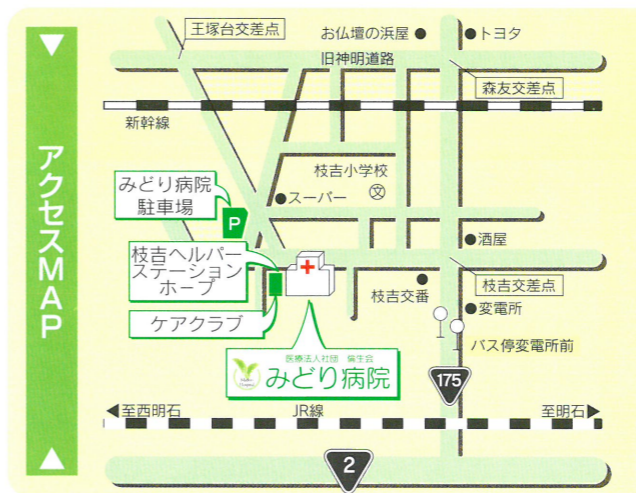 アクセスMAP
王塚台交差点
お仏壇の浜屋
トヨタ
旧神明道路
森友交差点
新幹線
枝吉小学校
文
みどり病院
駐車場
P
スーパー
枝吉ヘルパー
ステーション
ホープ
酒屋
枝吉交差点
枝吉交番
変電所
ケアクラブ
バス停変電所前
医療法人社団
みどり病院
175
至西明石
JR線
至明石
2